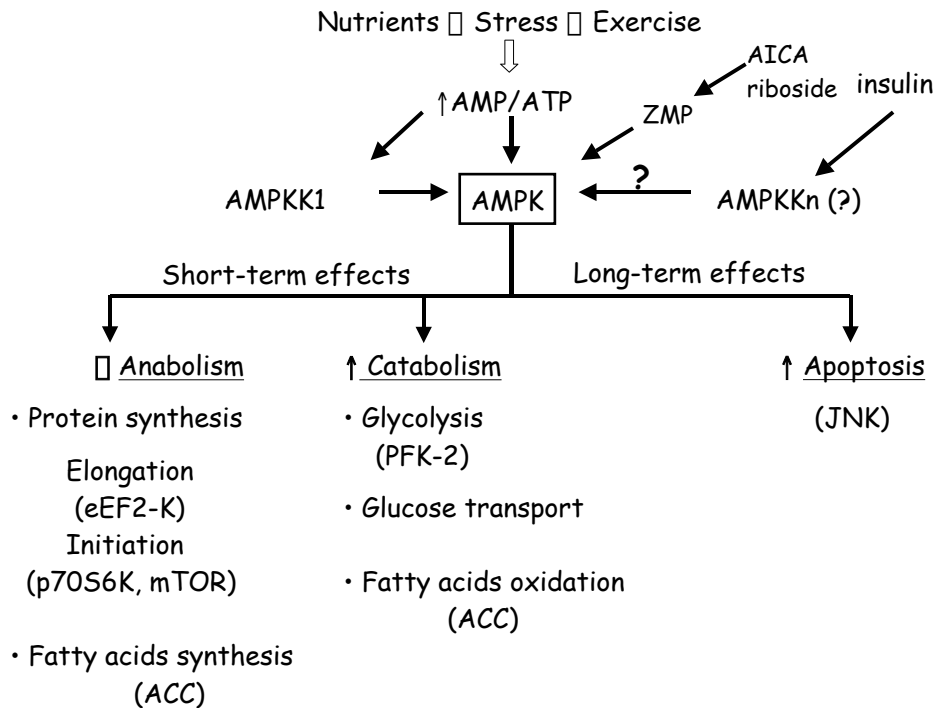 Nutrients ▯ Stress ▯ Exercise
AICA
riboside
insulin
↑AMP/ATP
ZMP
?
AMPKK1
AMPK
AMPKKn (?)
Short-term effects
Long-term effects
▯ Anabolism
↑ Catabolism
↑ Apoptosis
• Protein synthesis
• Glycolysis
(JNK)
(PFK-2)
Elongation
(eEF2-K)
• Glucose transport
Initiation
(p70S6K, mTOR)
• Fatty acids oxidation
(ACC)
• Fatty acids synthesis
(ACC)